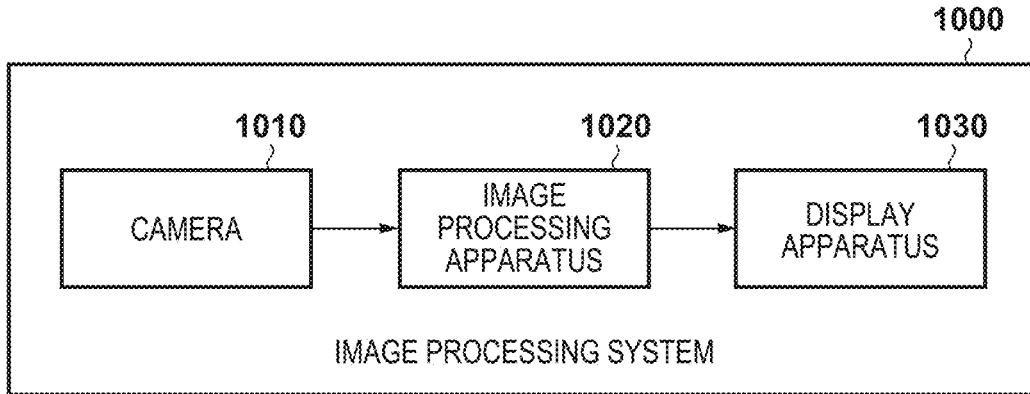 1000
1010
1020
1030
CAMERA
IMAGE
PROCESSING
APPARATUS
DISPLAY
APPARATUS
IMAGE PROCESSING SYSTEM